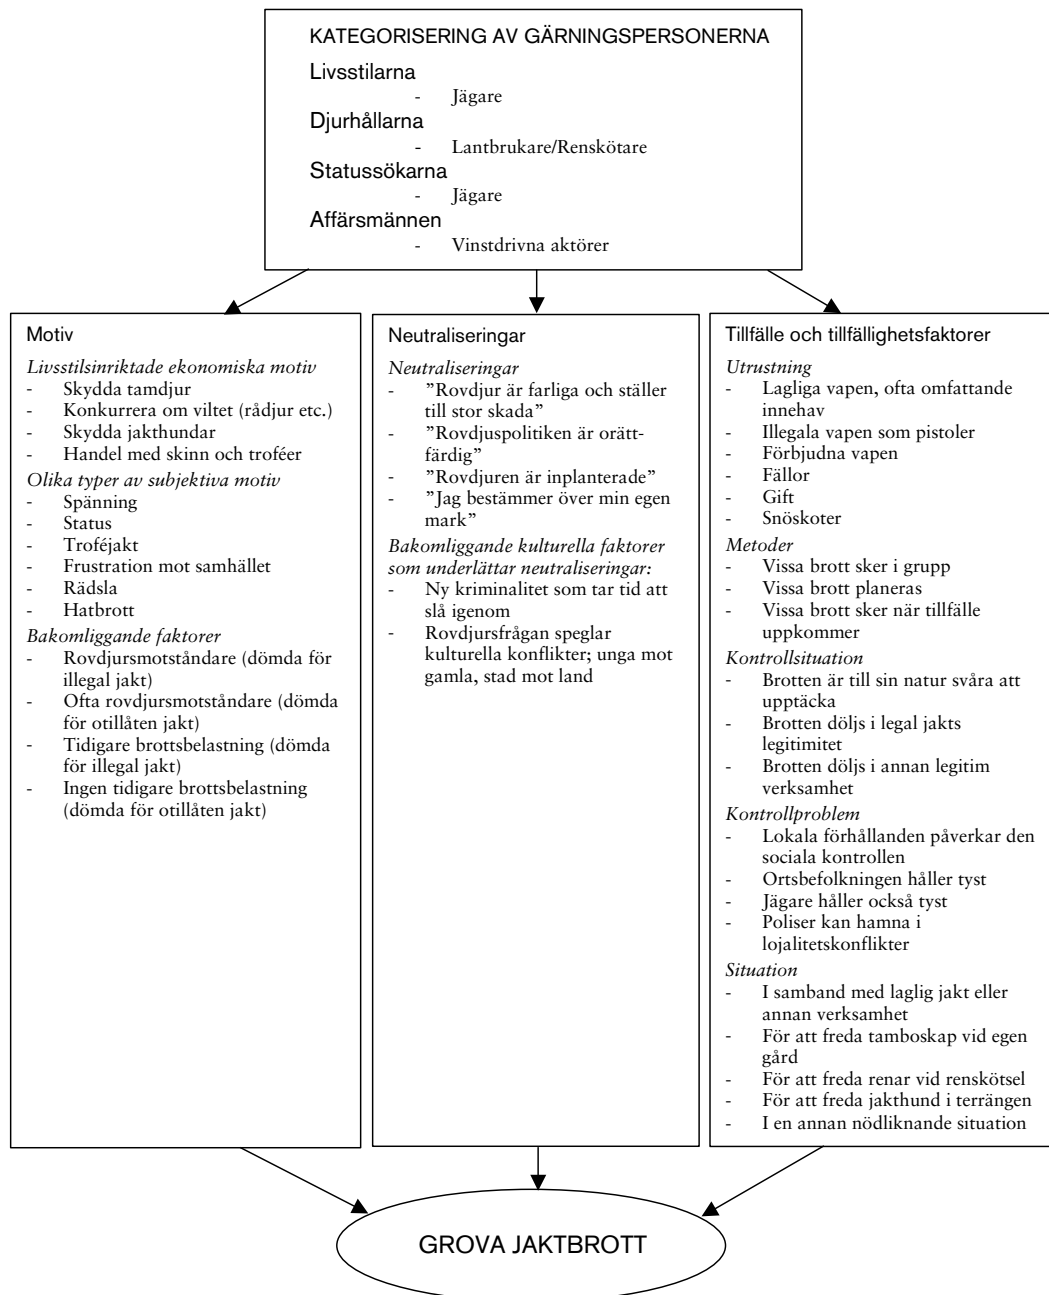 KATEGORISERING AV GÄRNINGSPERSONERNA
Livsstilarna
- Jägare
Djurhållarna
- Lantbrukare/Renskötare
Statussökarna
- Jägare
Affärsmännen
- Vinstdrivna aktörer
Motiv
Livsstilsinriktade ekonomiska motiv
- Skydda tamdjur
- Konkurrera om viltet (rådjur etc.)
- Skydda jakthundar
- Handel med skinn och troféer
Olika typer av subjektiva motiv
- Spänning
- Status
- Troféjakt
- Frustration mot samhället
- Rädsla
- Hatbrott
Bakomliggande faktorer
- Rovdjursmotståndare (dömda för
illegal jakt)
- Ofta rovdjursmotståndare (dömda
för otillåten jakt)
- Tidigare brottsbelastning (dömda
för illegal jakt)
- Ingen tidigare brottsbelastning
(dömda för otillåten jakt)
Neutraliseringar
Neutraliseringar
- ”Rovdjur är farliga och ställer
till stor skada”
- ”Rovdjuspolitiken är orätt-
färdig”
- ”Rovdjuren är inplanterade”
- ”Jag bestämmer över min egen
mark”
Bakomliggande kulturella faktorer
som underlättar neutraliseringar:
- Ny kriminalitet som tar tid att
slå igenom
- Rovdjursfrågan speglar
kulturella konflikter; unga mot
gamla, stad mot land
Tillfälle och tillfällighetsfaktorer
Utrustning
- Lagliga vapen, ofta omfattande
innehav
- Illegala vapen som pistoler
- Förbjudna vapen
- Fällor
- Gift
- Snöskoter
Metoder
- Vissa brott sker i grupp
- Vissa brott planeras
- Vissa brott sker när tillfälle
uppkommer
Kontrollsituation
- Brotten är till sin natur svåra att
upptäcka
- Brotten döljs i legal jakts
legitimitet
- Brotten döljs i annan legitim
verksamhet
Kontrollproblem
- Lokala förhållanden påverkar den
sociala kontrollen
- Ortsbefolkningen håller tyst
- Jägare håller också tyst
- Poliser kan hamna i
lojalitetskonflikter
Situation
- I samband med laglig jakt eller
annan verksamhet
- För att freda tamboskap vid egen
gård
- För att freda renar vid renskötsel
- För att freda jakthund i terrängen
- I en annan nödliknande situation
GROVA JAKTBROTT